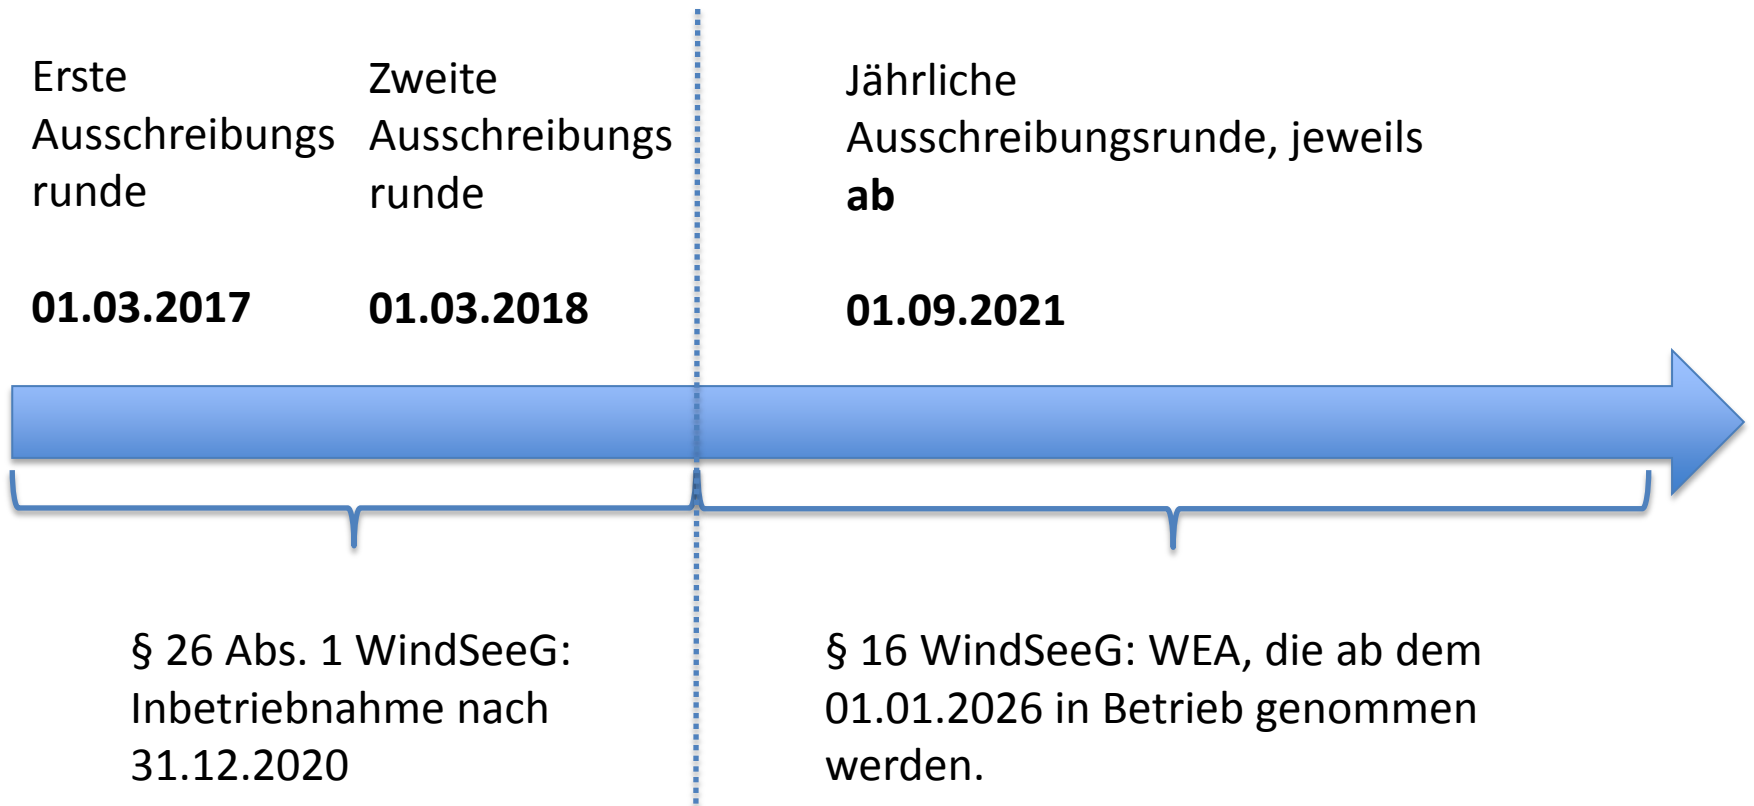 Erste
Ausschreibungs
runde
01.03.2017
Zweite
Ausschreibungs
runde
01.03.2018
Jährliche
Ausschreibungsrunde, jeweils
ab
01.09.2021
§ 26 Abs. 1 WindSeeG:
Inbetriebnahme nach
31.12.2020
§ 16 WindSeeG: WEA, die ab dem
01.01.2026 in Betrieb genommen
werden.